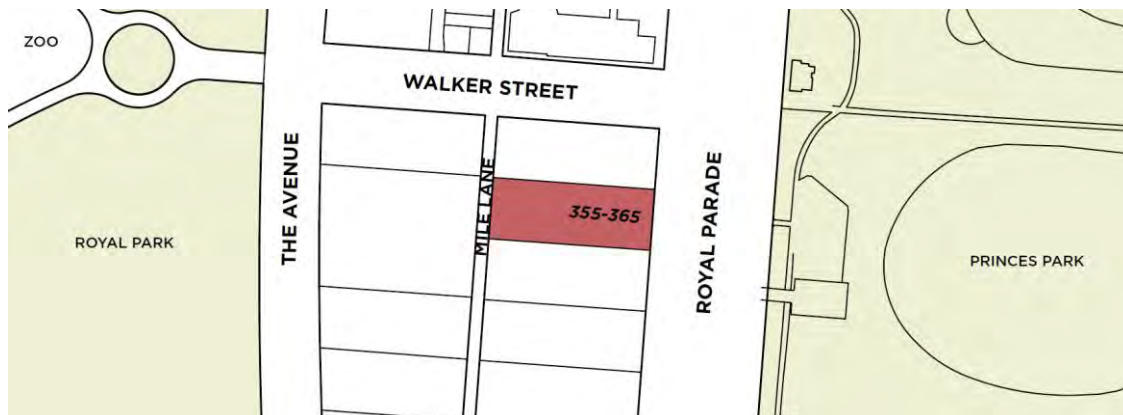 ZOO
WALKER STREET
THE AVENUE
MILE LANE
355-365
ROYAL PARADE
ROYAL PARK
PRINCES PARK